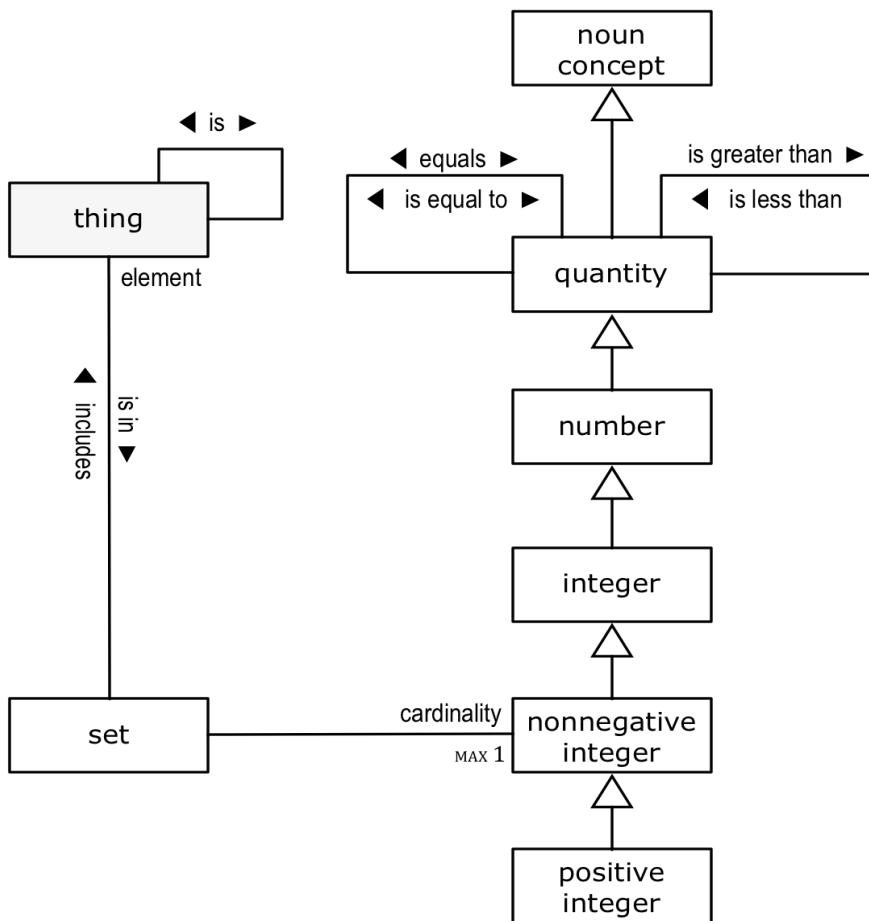 noun
concept
◄ is ►
◄ equals ►
is greater than ►
◄ is equal to ►
◄ is less than
thing
element
quantity
◄ includes
is in ►
number
integer
set
cardinality
MAX 1
nonnegative
integer
positive
integer